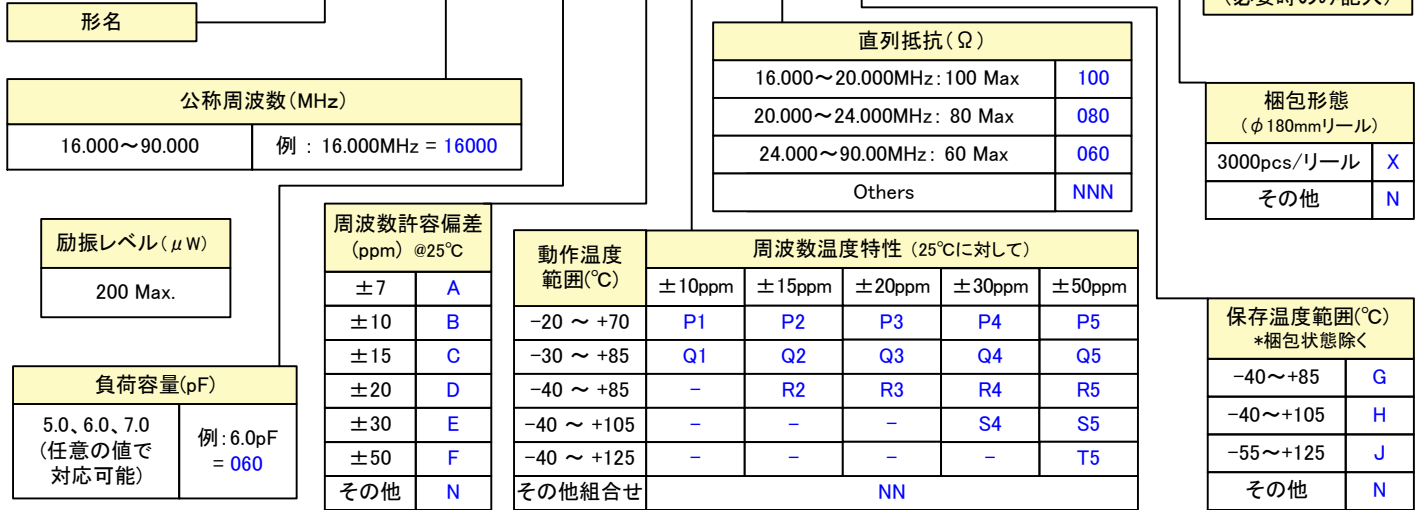 形名
(必要時のみ記入)
公称周波数(MHz)
16.000～90.000 例 : 16.000MHz = 16000
直列抵抗(Ω)
16.000～20.000MHz:100 Max 100
20.000～24.000MHz: 80 Max 080
24.000～90.00MHz: 60 Max 060
Others NNN
梱包形態
(φ180mmリール)
3000pcs/リール X
その他 N
励振レベル(μW)
200 Max.
負荷容量(pF)
5.0、6.0、7.0
(任意の値で
対応可能)
例:6.0pF
= 060
周波数許容偏差
(ppm) @25℃
±7 A
±10 B
±15 C
±20 D
±30 E
±50 F
その他 N
動作温度
範囲(℃)
周波数温度特性 (25℃に対して)
±10ppm ±15ppm ±20ppm ±30ppm ±50ppm
-20 ～ +70 P1 P2 P3 P4 P5
-30 ～ +85 Q1 Q2 Q3 Q4 Q5
-40 ～ +85 - R2 R3 R4 R5
-40 ～ +105 - - - S4 S5
-40 ～ +125 - - - - T5
その他組合せ NN
保存温度範囲(℃)
*梱包状態除く
-40～+85 G
-40～+105 H
-55～+125 J
その他 N